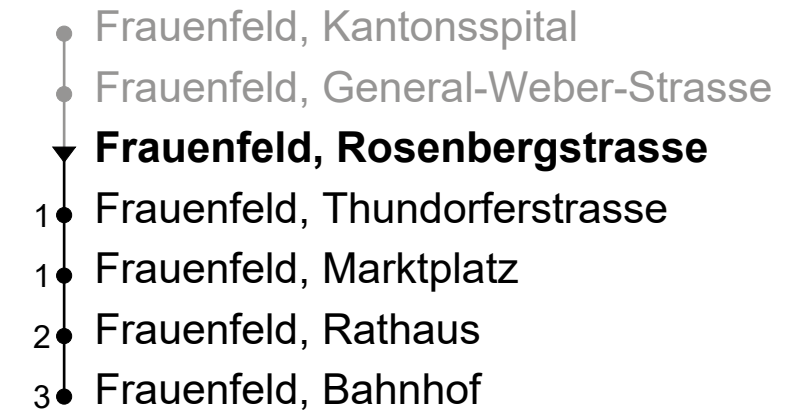 Frauenfeld, Kantonsspital
Frauenfeld, General-Weber-Strasse
Frauenfeld, Rosenbergstrasse
1 Frauenfeld, Thundorferstrasse
1 Frauenfeld, Marktplatz
2 Frauenfeld, Rathaus
3 Frauenfeld, Bahnhof